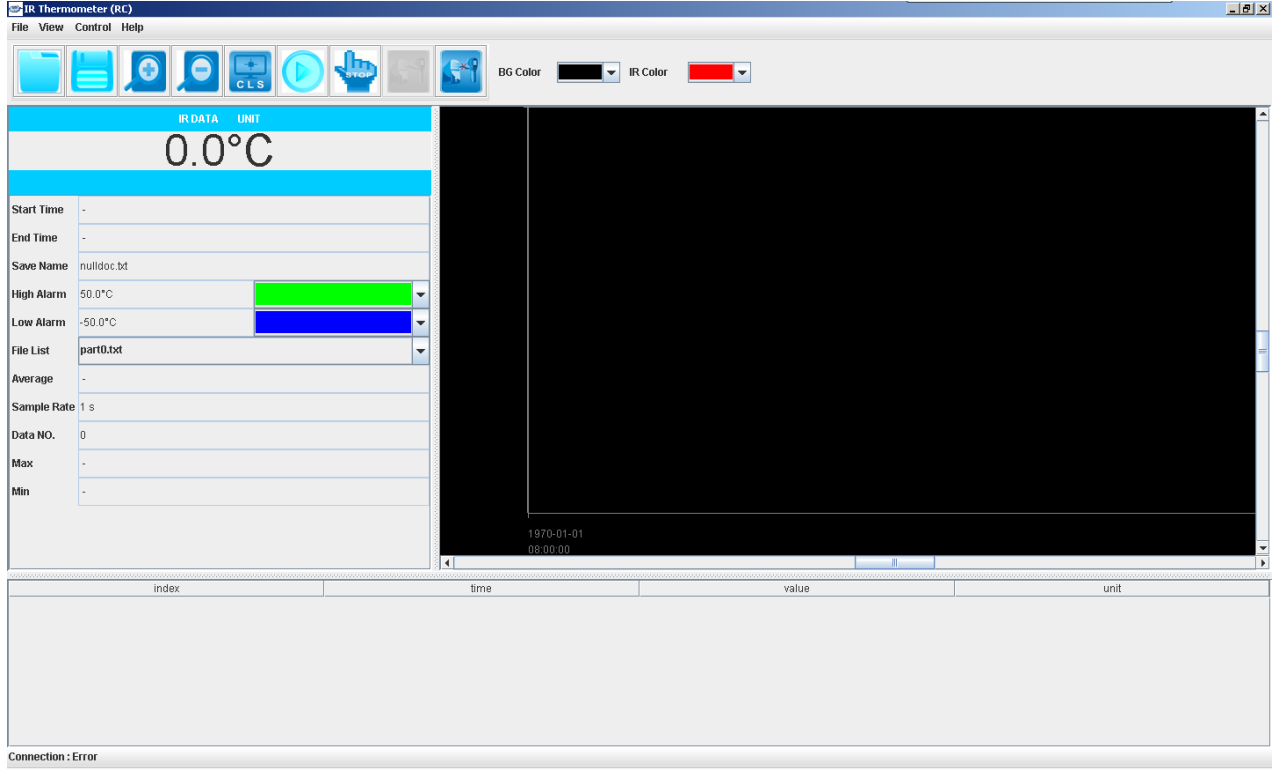 IR Thermometer (RC)
File View Control Help
CLS
STOP
BG Color
IR Color
IR DATA UNIT
0.0°C
Start Time -
End Time -
Save Name nulldoc.txt
High Alarm 50.0°C
Low Alarm -50.0°C
File List part0.txt
Average -
Sample Rate 1 s
Data NO. 0
Max -
Min -
1970-01-01
08:00:00
index time value unit
Connection : Error